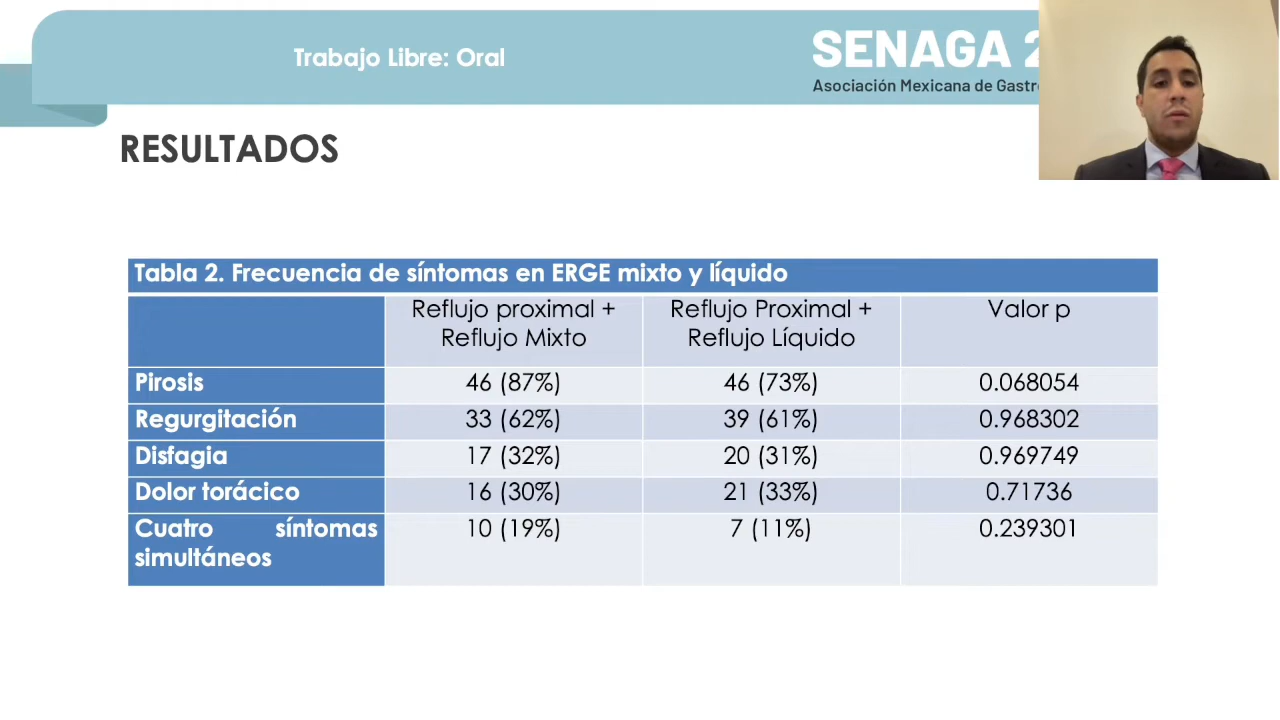 Trabajo Libre: Oral
SENAGA 2
Asociación Mexicana de
RESULTADOS
Tabla 2. Frecuencia de síntomas en ERGE mixto y líquido
Reflujo proximal + Reflujo Proximal + Valor p
Reflujo Mixto Reflujo Líquido
Pirosis 46 (87%) 46 (73%) 0.068054
Regurgitación 33 (62%) 39 (61%) 0.968302
Disfagia 17 (32%) 20 (31%) 0.969749
Dolor torácico 16 (30%) 21 (33%) 0.71736
Cuatro síntomas 10 (19%) 7 (11%) 0.239301
simultáneos